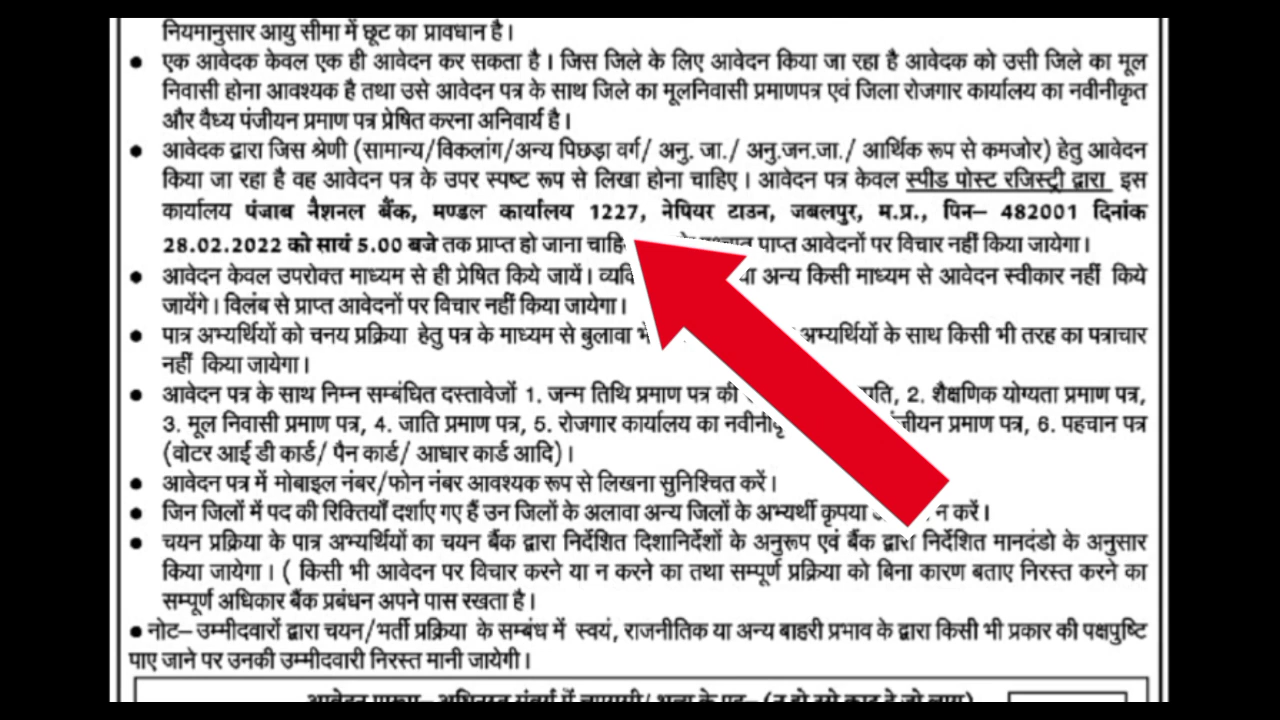 नियमानुसार आयु सीमा में छूट का प्रावधान है।
● एक आवेदक केवल एक ही आवेदन कर सकता है। जिस जिले के लिए आवेदन किया जा रहा है आवेदक को उसी जिले का मूल
निवासी होना आवश्यक है तथा उसे आवेदन पत्र के साथ जिले का मूलनिवासी प्रमाणपत्र एवं जिला रोजगार कार्यालय का नवीनीकृत
और वैध्य पंजीयन प्रमाण पत्र प्रेषित करना अनिवार्य है।
● आवेदक द्वारा जिस श्रेणी (सामान्य/विकलांग/अन्य पिछड़ा वर्ग/ अनु. जा./ अनु.जन.जा./ आर्थिक रूप से कमजोर) हेतु आवेदन
किया जा रहा है वह आवेदन पत्र के उपर स्पष्ट रूप से लिखा होना चाहिए। आवेदन पत्र केवल स्पीड पोस्ट रजिस्ट्री द्वारा इस
कार्यालय पंजाब नैशनल बैंक, मण्डल कार्यालय 1227, नेपियर टाउन, जबलपुर, म.प्र., पिन– 482001 दिनांक
28.02.2022 को सायं 5.00 बजे तक प्राप्त हो जाना प्राप्त आवेदनों पर विचार नहीं किया जायेगा।
● आवेदन केवल उपरोक्त माध्यम से ही प्रेषित किये जायें। अन्य किसी माध्यम से आवेदन स्वीकार नहीं किये
जायेंगे। विलंब से प्राप्त आवेदनों पर विचार नहीं किया जायेगा।
● पात्र अभ्यर्थियों को चनय प्रक्रिया हेतु पत्र के माध्यम से बुलावा अभ्यर्थियों के साथ किसी भी तरह का पत्राचार
नहीं किया जायेगा।
● आवेदन पत्र के साथ निम्न सम्बंधित दस्तावेजों 1. जन्म तिथि प्रमाण पत्र की 2. शैक्षणिक योग्यता प्रमाण पत्र,
3. मूल निवासी प्रमाण पत्र, 4. जाति प्रमाण पत्र, 5. रोजगार कार्यालय का प्रमाण पत्र, 6. पहचान पत्र
(वोटर आई डी कार्ड/ पैन कार्ड/ आधार कार्ड आदि)।
● आवेदन पत्र में मोबाइल नंबर/फोन नंबर आवश्यक रूप से लिखना सुनिश्चित करें।
● जिन जिलों में पद की रिक्तियाँ दर्शाए गए हैं उन जिलों के अलावा अन्य जिलों के अभ्यर्थी कृपया न करें।
● चयन प्रक्रिया के पात्र अभ्यर्थियों का चयन बैंक द्वारा निर्देशित दिशानिर्देशों के अनुरूप एवं बैंक द्वारा निर्देशित मानदंडो के अनुसार
किया जायेगा। ( किसी भी आवेदन पर विचार करने या न करने का तथा सम्पूर्ण प्रक्रिया को बिना कारण बताए निरस्त करने का
सम्पूर्ण अधिकार बैंक प्रबंधन अपने पास रखता है।
● नोट– उम्मीदवारों द्वारा चयन/भर्ती प्रक्रिया के सम्बंध में स्वयं, राजनीतिक या अन्य बाहरी प्रभाव के द्वारा किसी भी प्रकार की पक्षपुष्टि
पाए जाने पर उनकी उम्मीदवारी निरस्त मानी जायेगी।